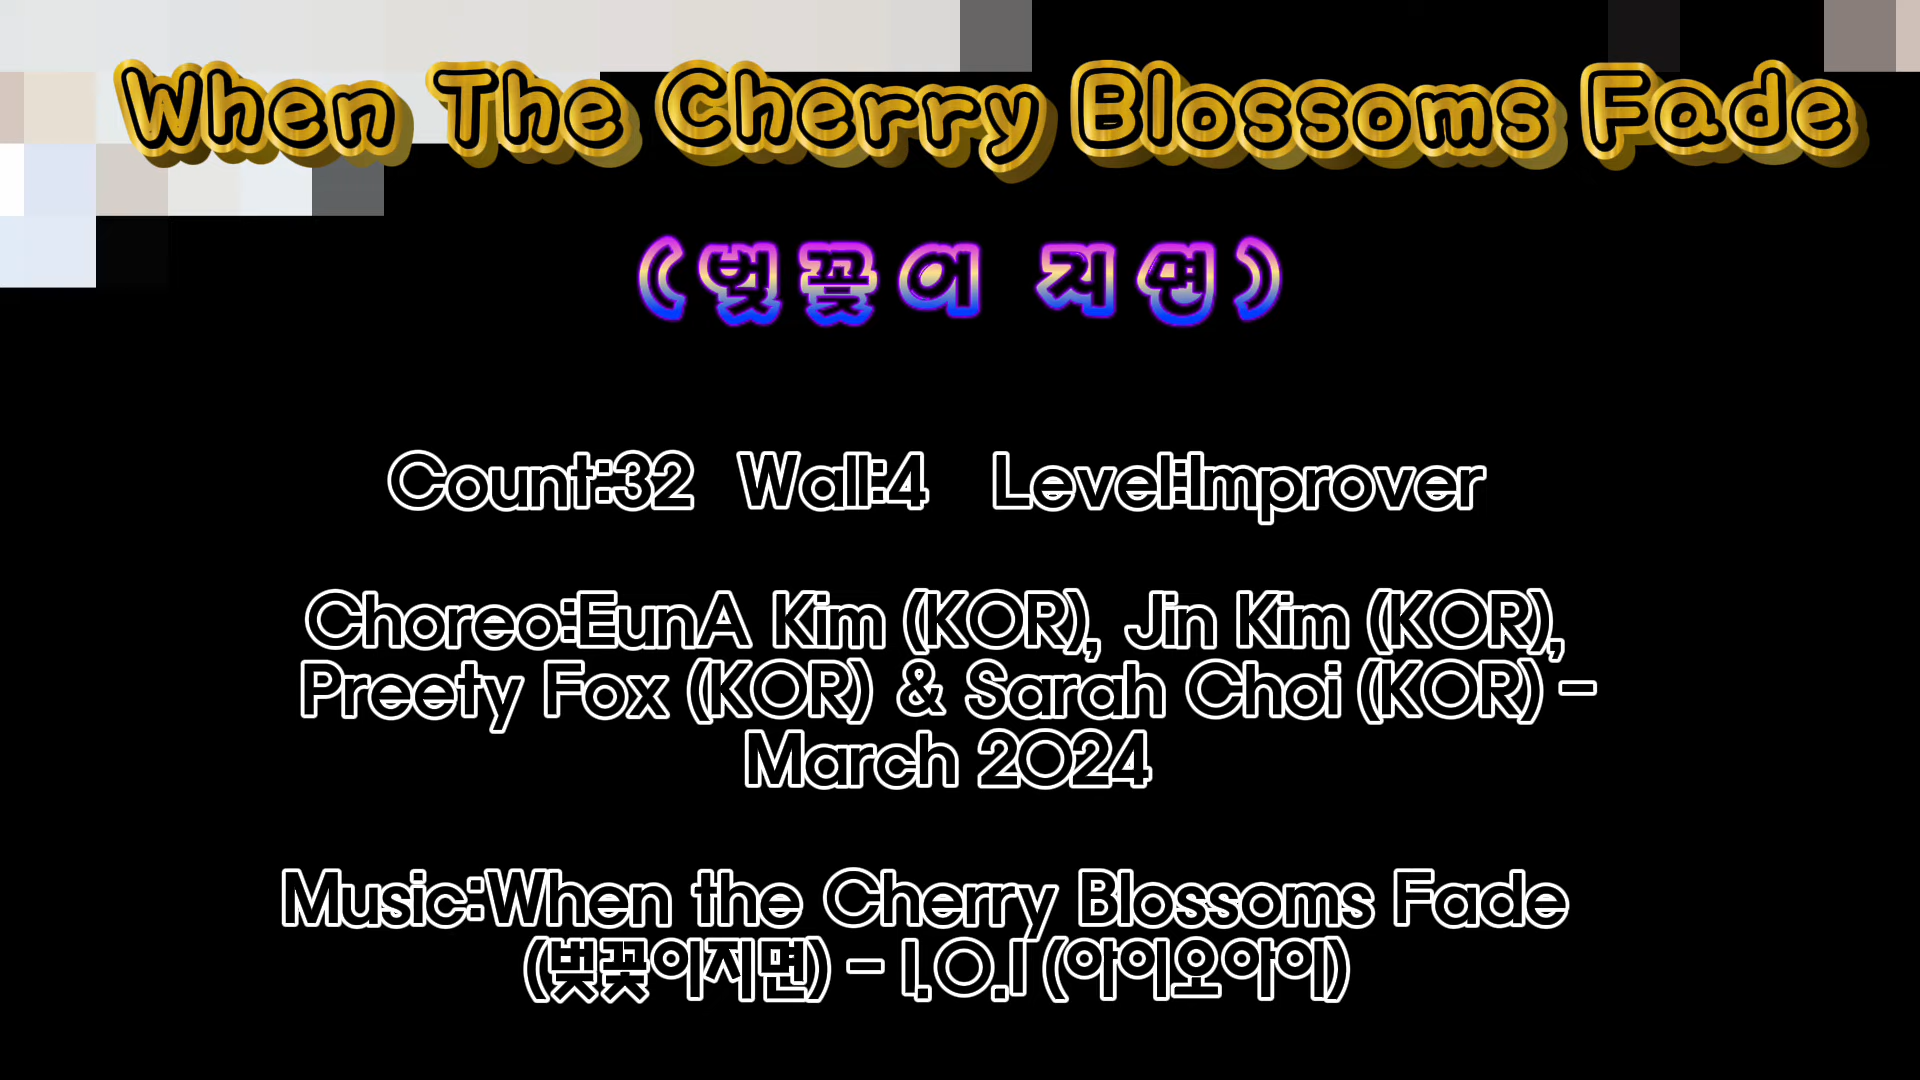 When The Cherry Blossoms Fade
(벚꽃이 지면)
Count:32 Wall:4 Level:Improver
Choreo:EunA Kim (KOR), Jin Kim (KOR),
Preety Fox (KOR) & Sarah Choi (KOR) -
March 2024
Music:When the Cherry Blossoms Fade
(벚꽃이지면) - I.O.I (아이오아이)